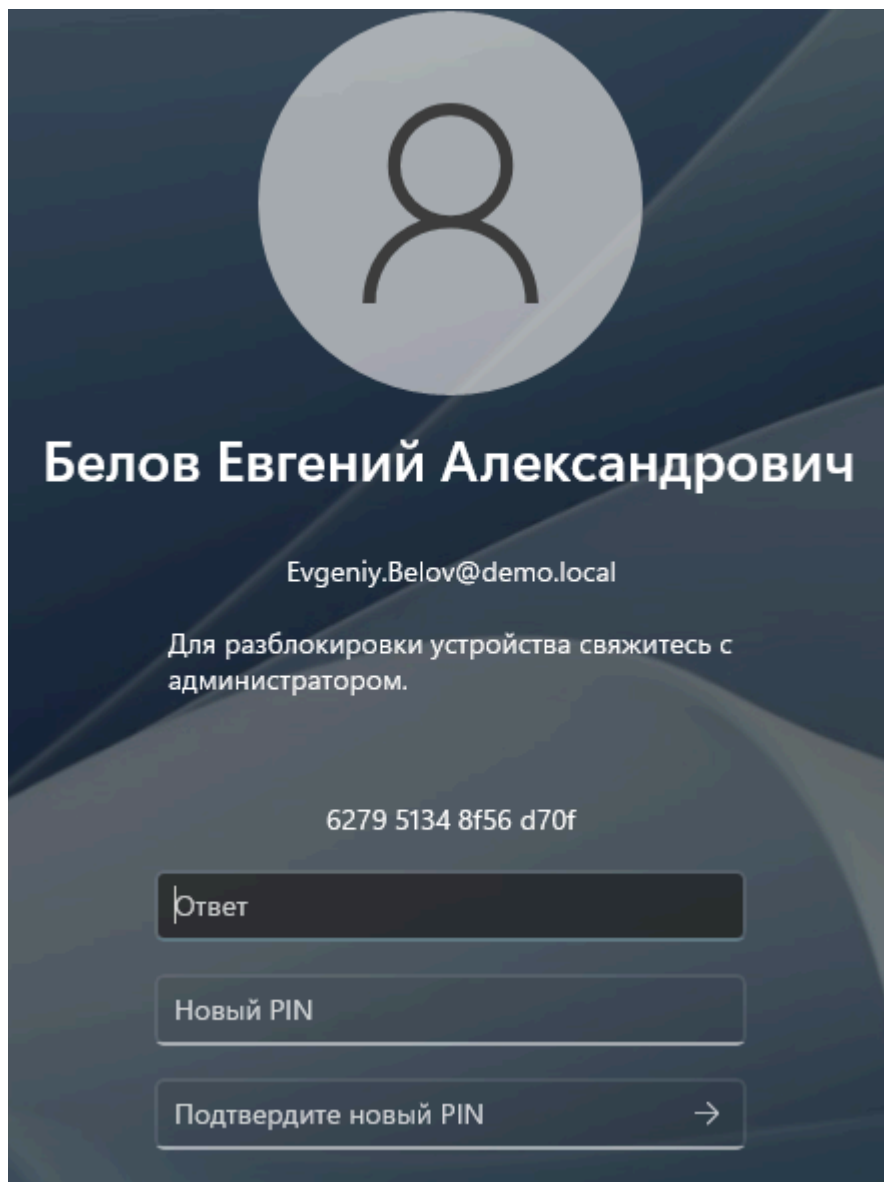 Белов Евгений Александрович
Evgeniy.Belov@demo.local
Для разблокировки устройства свяжитесь с
администратором.
6279 5134 8f56 d70f
Ответ
Новый PIN
Подтвердите новый PIN